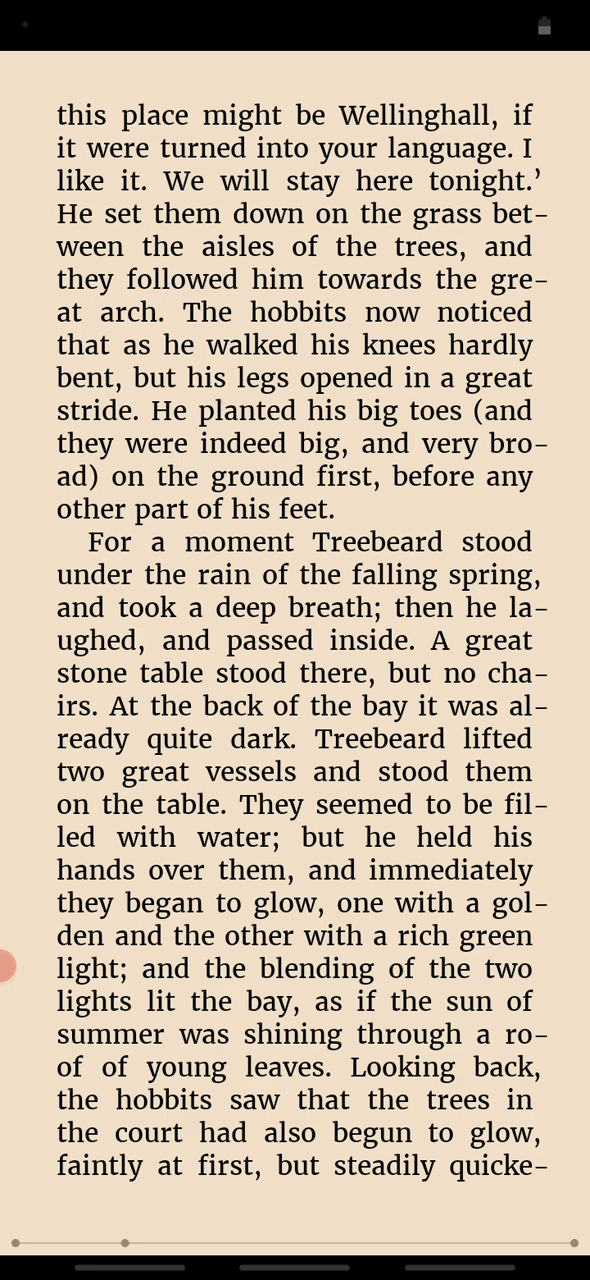 this place might be Wellinghall, if
it were turned into your language. I
like it. We will stay here tonight.’
He set them down on the grass bet-
ween the aisles of the trees, and
they followed him towards the gre-
at arch. The hobbits now noticed
that as he walked his knees hardly
bent, but his legs opened in a great
stride. He planted his big toes (and
they were indeed big, and very bro-
ad) on the ground first, before any
other part of his feet.
For a moment Treebeard stood
under the rain of the falling spring,
and took a deep breath; then he la-
ughed, and passed inside. A great
stone table stood there, but no cha-
irs. At the back of the bay it was al-
ready quite dark. Treebeard lifted
two great vessels and stood them
on the table. They seemed to be fil-
led with water; but he held his
hands over them, and immediately
they began to glow, one with a gol-
den and the other with a rich green
light; and the blending of the two
lights lit the bay, as if the sun of
summer was shining through a ro-
of of young leaves. Looking back,
the hobbits saw that the trees in
the court had also begun to glow,
faintly at first, but steadily quicke-